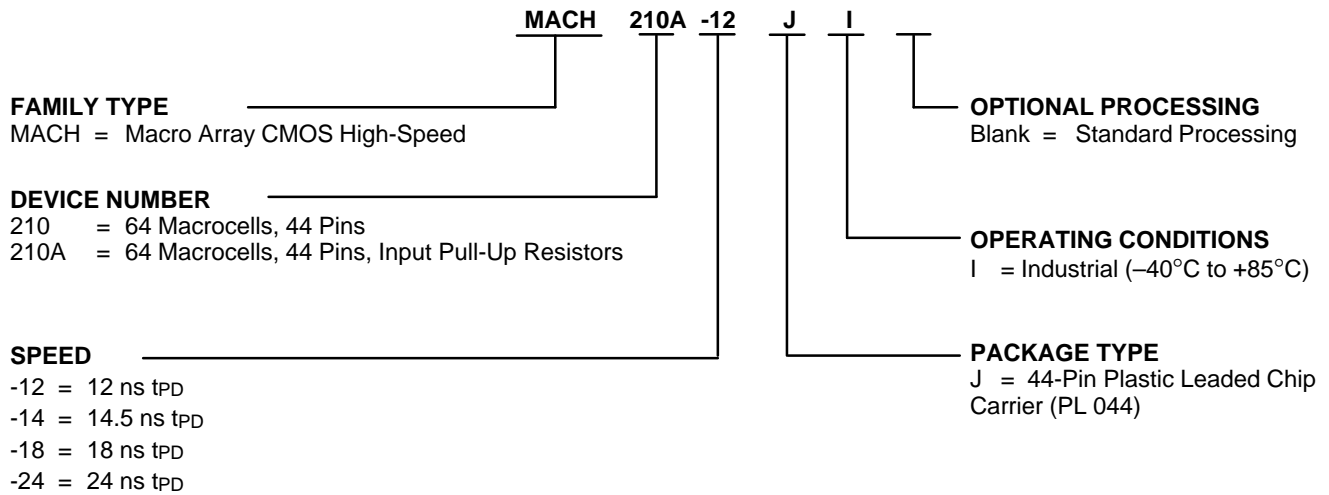 MACH 210A -12 J I
FAMILY TYPE
MACH = Macro Array CMOS High-Speed
DEVICE NUMBER
210 = 64 Macrocells, 44 Pins
210A = 64 Macrocells, 44 Pins, Input Pull-Up Resistors
SPEED
-12 = 12 ns tPD
-14 = 14.5 ns tPD
-18 = 18 ns tPD
-24 = 24 ns tPD
OPTIONAL PROCESSING
Blank = Standard Processing
OPERATING CONDITIONS
I = Industrial (–40°C to +85°C)
PACKAGE TYPE
J = 44-Pin Plastic Leaded Chip
Carrier (PL 044)